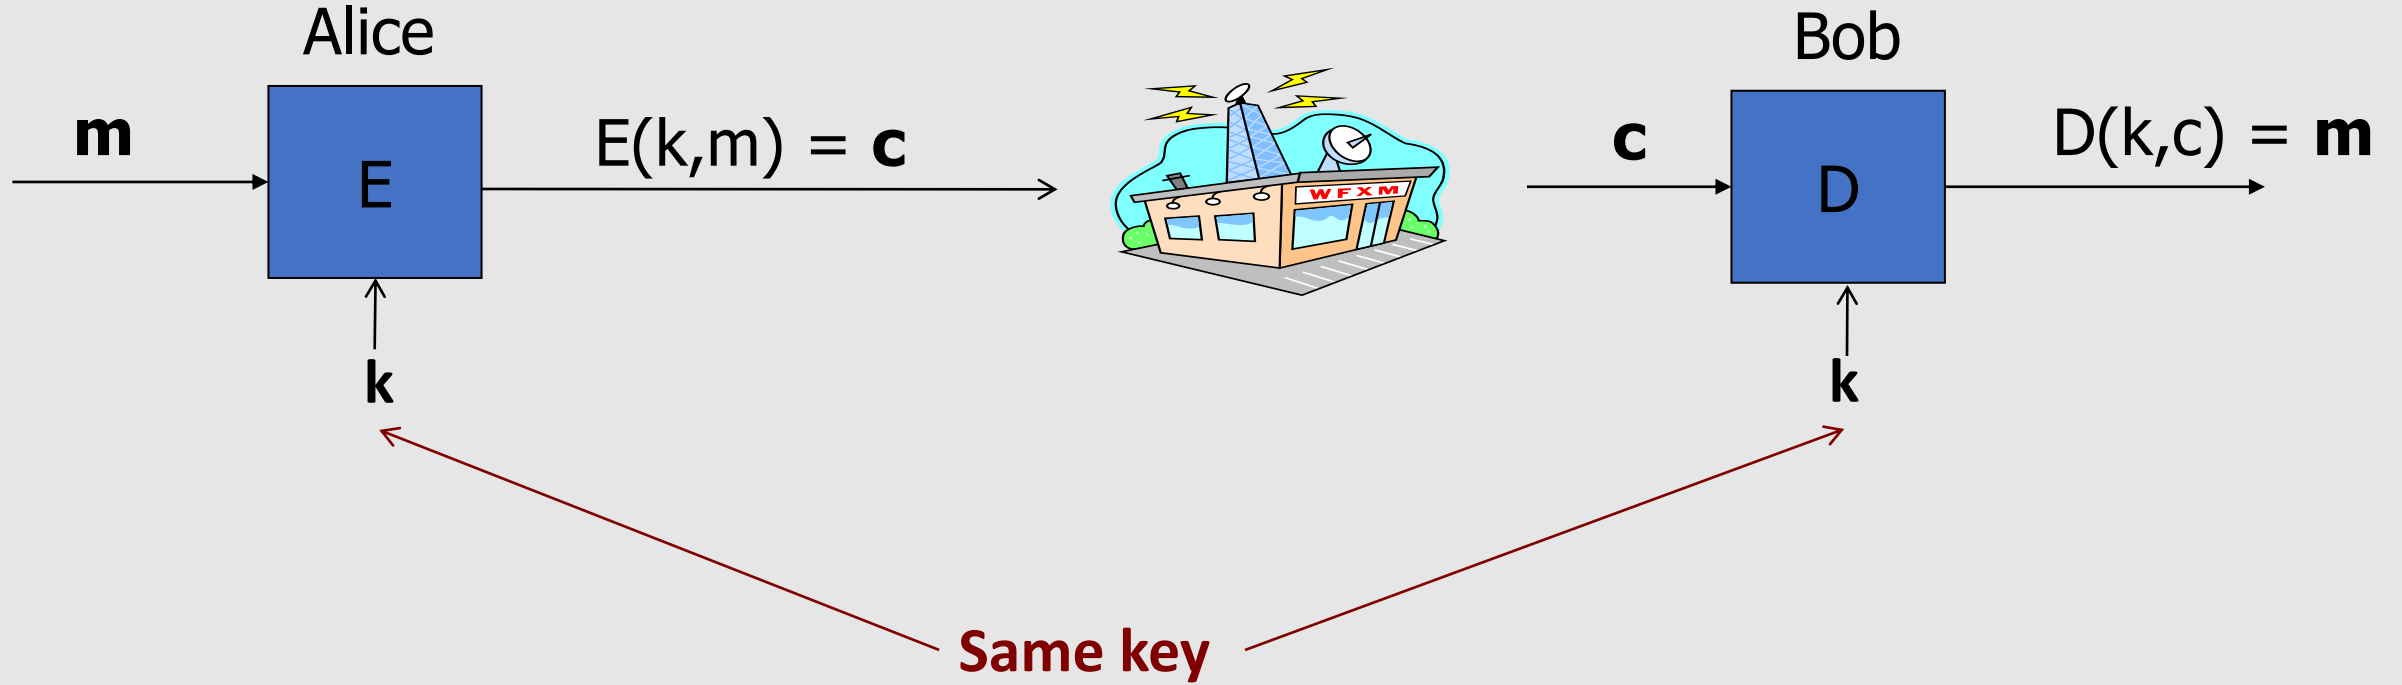 Alice
Bob
m
E
E(k,m) = c
WFXM
c
D
D(k,c) = m
k
k
Same key